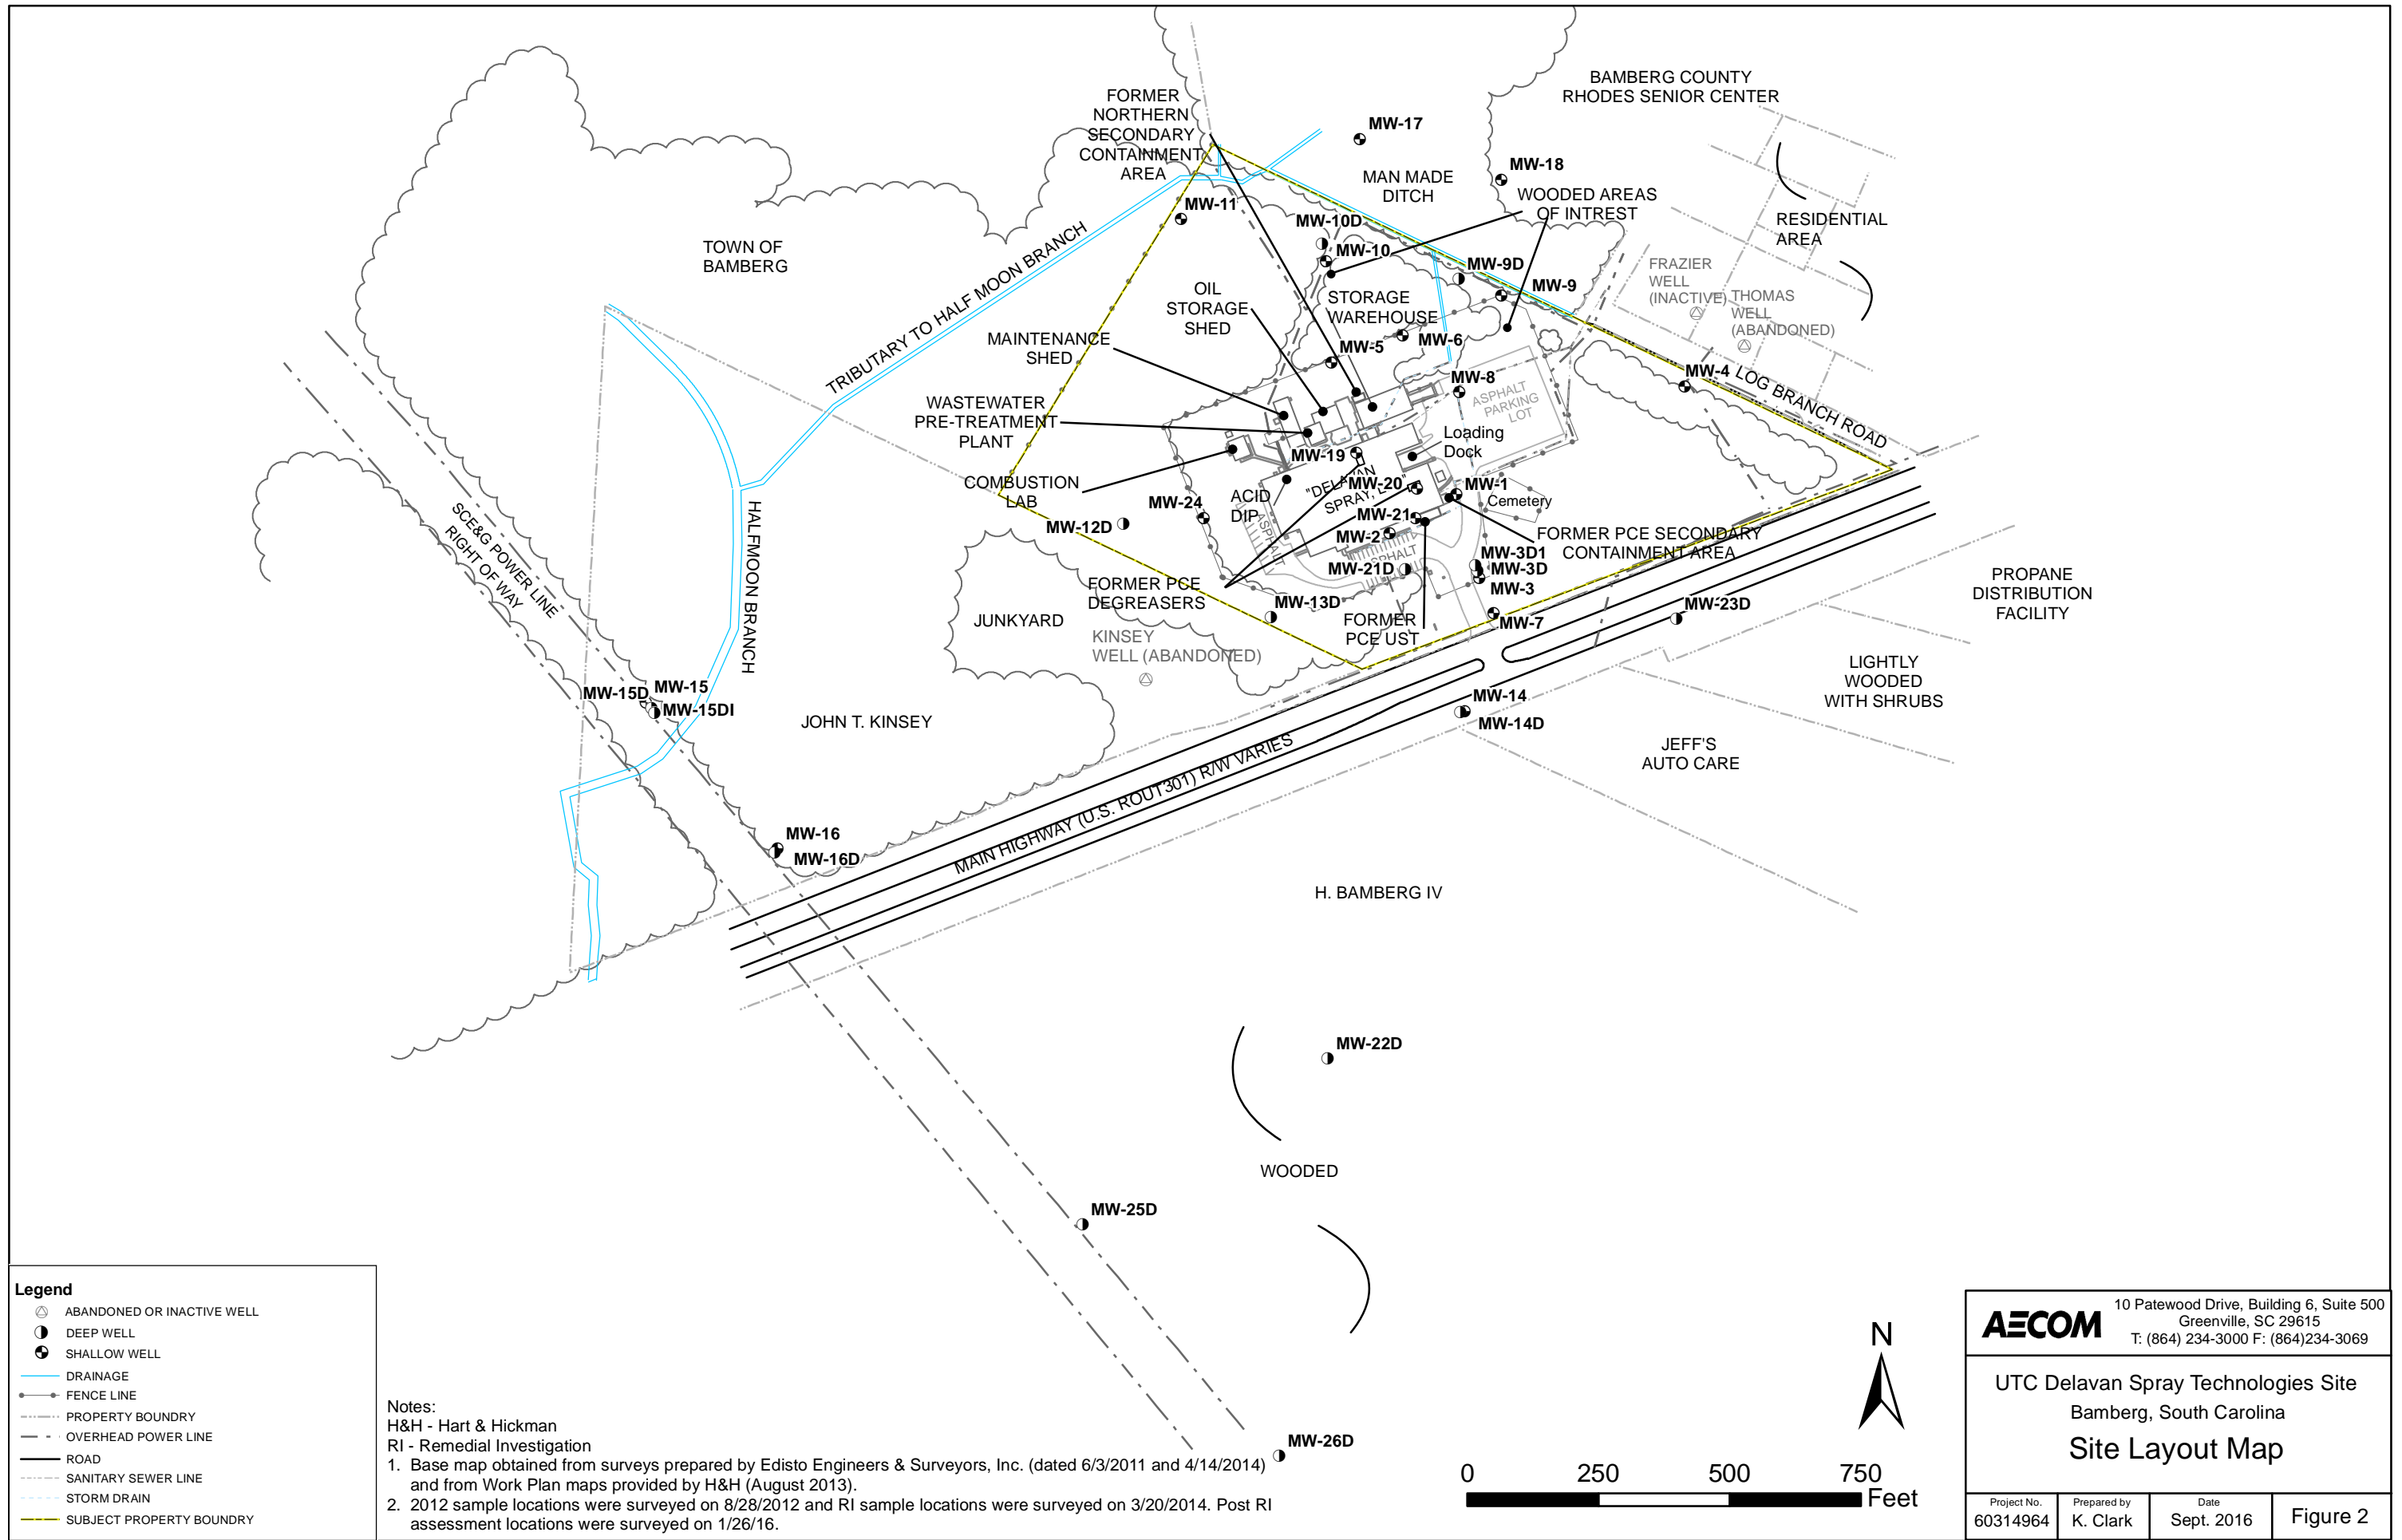 BAMBERG COUNTY
RHODES SENIOR CENTER
FORMER
NORTHERN
SECONDARY
CONTAINMENT
AREA
MW-17
MW-18
MAN MADE
DITCH
WOODED AREAS
OF INTREST
RESIDENTIAL
AREA
MW-11
MW-10D
MW-10
TOWN OF
BAMBERG
TRIBUTARY TO HALF MOON BRANCH
MW-9D
MW-9
FRAZIER
WELL
(INACTIVE)
THOMAS
WELL
(ABANDONED)
OIL
STORAGE
SHED
STORAGE
WAREHOUSE
MAINTENANCE
SHED
MW-5
MW-6
MW-8
MW-4
LOG BRANCH ROAD
ASPHALT
PARKING
LOT
WASTEWATER
PRE-TREATMENT
PLANT
Loading
Dock
MW-19
COMBUSTION
LAB
ACID
DIP
"DELAVAN
SPRAY,
MW-20
MW-1
Cemetery
MW-24
MW-12D
MW-21
MW-2
ASPHALT
ASPHALT
FORMER PCE SECONDARY
CONTAINMENT AREA
MW-3D1
MW-3D
MW-3
MW-21D
FORMER PCE
DEGREASERS
MW-13D
FORMER
PCE UST
MW-7
MW-23D
PROPANE
DISTRIBUTION
FACILITY
SCE&G POWER LINE
RIGHT OF WAY
HALFMOON BRANCH
JUNKYARD
KINSEY
WELL (ABANDONED)
LIGHTLY
WOODED
WITH SHRUBS
MW-15D
MW-15
MW-15DI
JOHN T. KINSEY
MW-14
MW-14D
JEFF'S
AUTO CARE
MAIN HIGHWAY (U.S. ROUT301) R/W VARIES
MW-16
MW-16D
H. BAMBERG IV
MW-22D
WOODED
MW-25D
MW-26D
Legend
ABANDONED OR INACTIVE WELL
DEEP WELL
SHALLOW WELL
DRAINAGE
FENCE LINE
PROPERTY BOUNDRY
OVERHEAD POWER LINE
ROAD
SANITARY SEWER LINE
STORM DRAIN
SUBJECT PROPERTY BOUNDRY
Notes:
H&H - Hart & Hickman
RI - Remedial Investigation
1. Base map obtained from surveys prepared by Edisto Engineers & Surveyors, Inc. (dated 6/3/2011 and 4/14/2014)
and from Work Plan maps provided by H&H (August 2013).
2. 2012 sample locations were surveyed on 8/28/2012 and RI sample locations were surveyed on 3/20/2014. Post RI
assessment locations were surveyed on 1/26/16.
0 250 500 750
Feet
N
AECOM
10 Patewood Drive, Building 6, Suite 500
Greenville, SC 29615
T: (864) 234-3000 F: (864)234-3069
UTC Delavan Spray Technologies Site
Bamberg, South Carolina
Site Layout Map
Project No.
60314964
Prepared by
K. Clark
Date
Sept. 2016
Figure 2